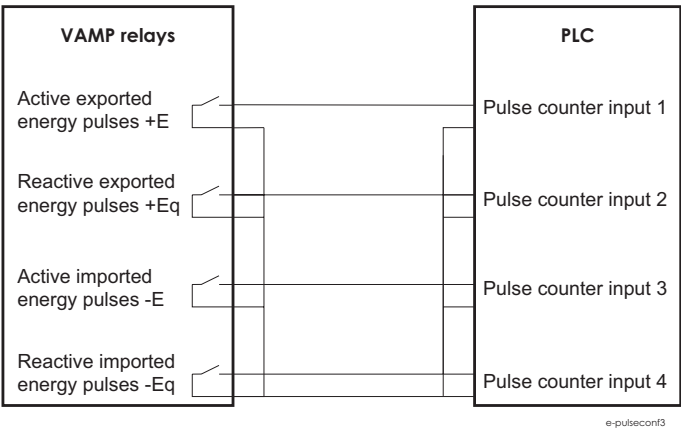 VAMP relays
PLC
Active exported
energy pulses +E
Pulse counter input 1
Reactive exported
energy pulses +Eq
Pulse counter input 2
Active imported
energy pulses -E
Pulse counter input 3
Reactive imported
energy pulses -Eq
Pulse counter input 4
e-pulseconf3